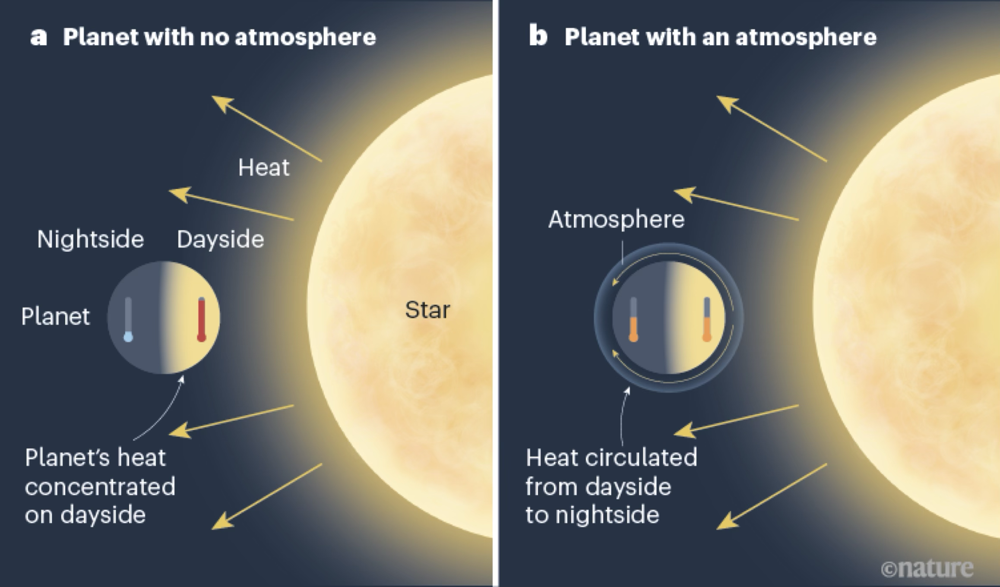 a Planet with no atmosphere
Heat
Nightside Dayside
Planet
Star
Planet’s heat
concentrated
on dayside
b Planet with an atmosphere
Atmosphere
Heat circulated
from dayside
to nightside
©nature